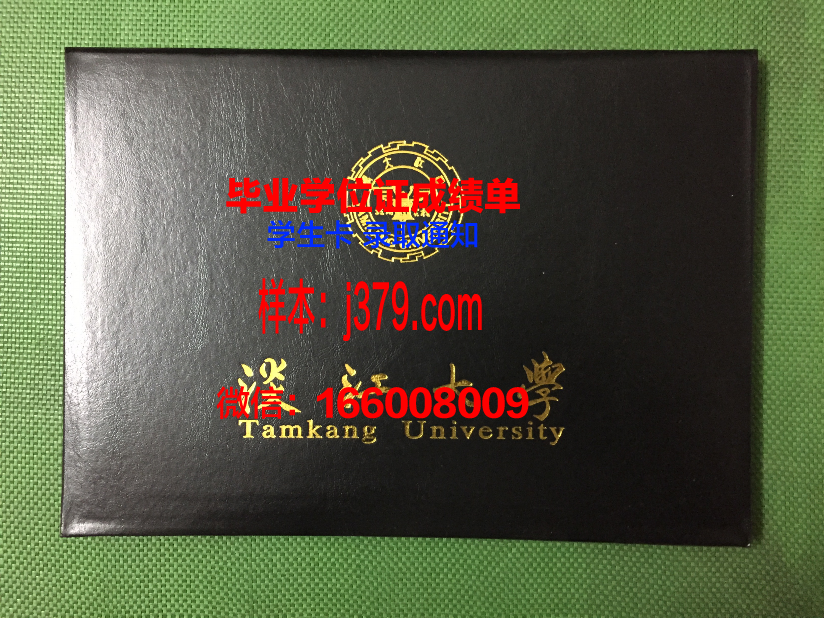 大
毕业学位证成绩单
学生卡 录取通知
样本：j379.com
淡江大學
微信：166008009
Tamkang University